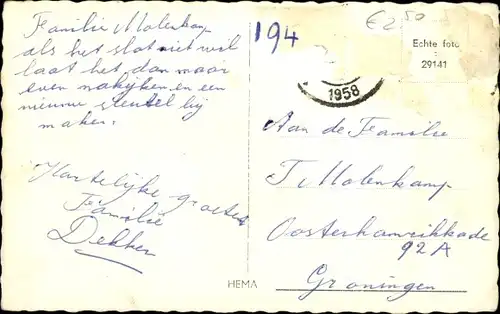 Familie Molenkamp
als het slot niet wil
laat het dan maar
even nakijken en een
nieuwe sleutel bij
maken.
Hartelijke groeten
Familie
Dekker
194
€2.50
Echte foto
29141
1958
Aan de Familie
J Molenkamp
Oosterhamrikkade
92A
Groningen
HEMA